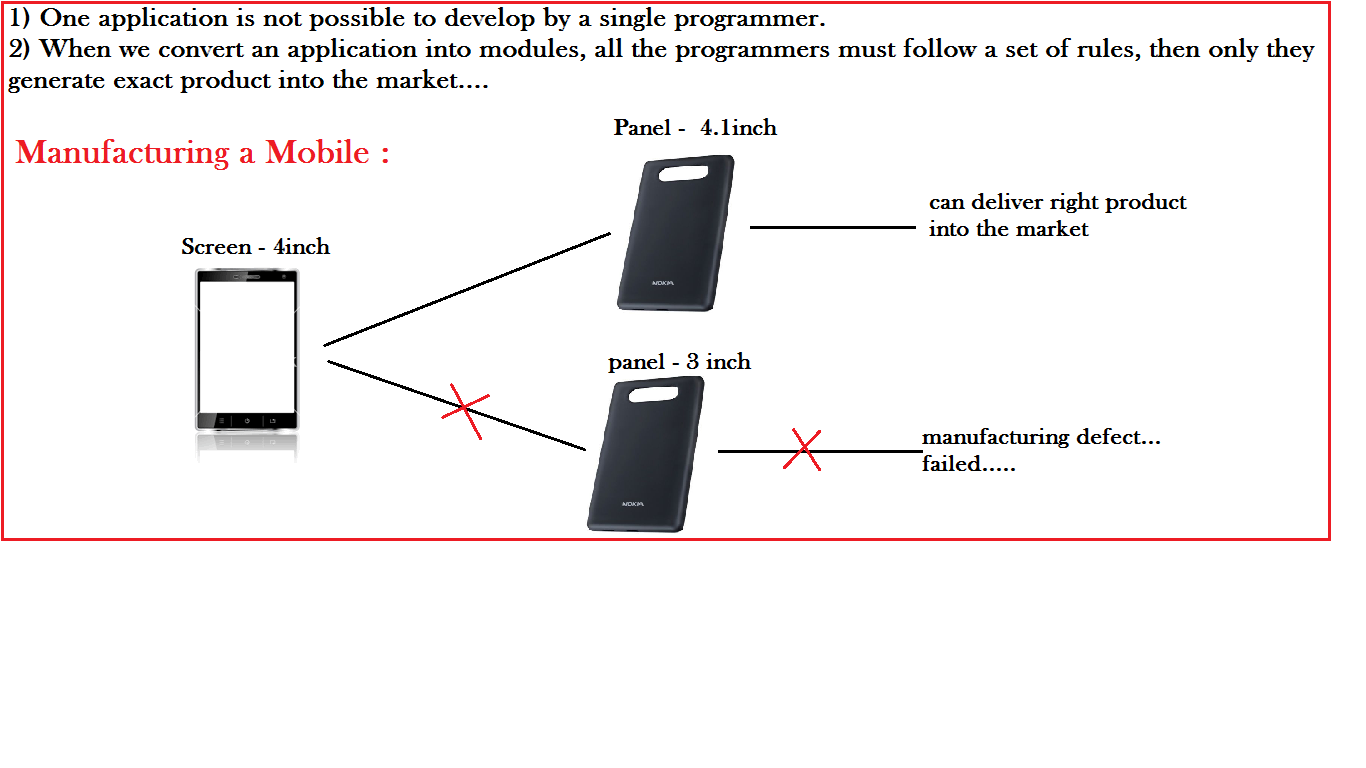 1) One application is not possible to develop by a single programmer.
2) When we convert an application into modules, all the programmers must follow a set of rules, then only they
generate exact product into the market....
Manufacturing a Mobile :
Panel -  4.1inch
can deliver right product
into the market
Screen - 4inch
NOKIA
panel - 3 inch
manufacturing defect...
failed.....
NOKIA